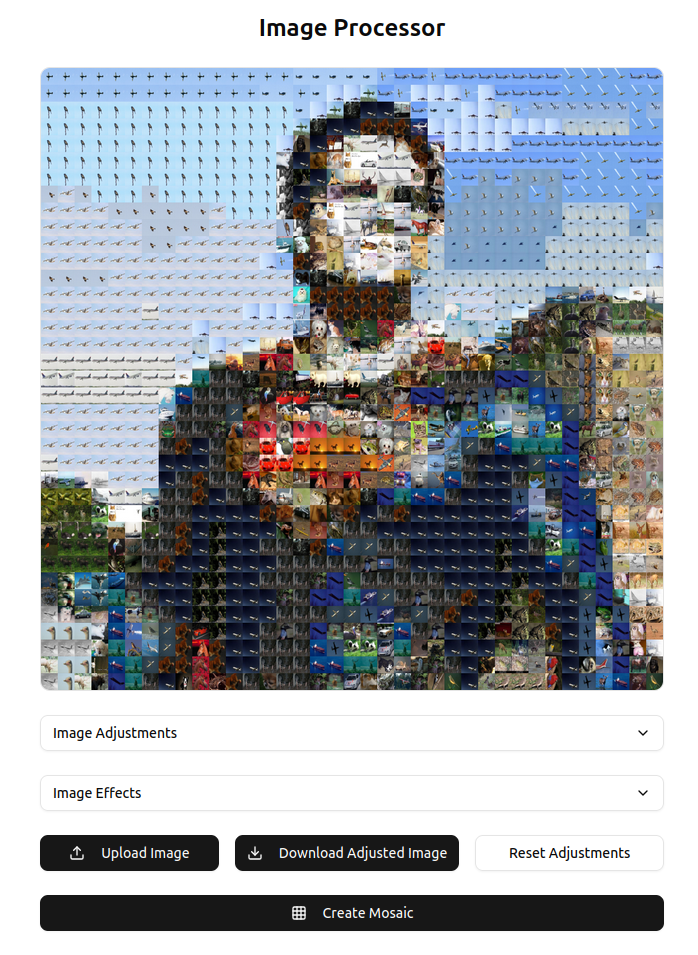 Image Processor
Image Adjustments
Image Effects
Upload Image
Download Adjusted Image
Reset Adjustments
Create Mosaic